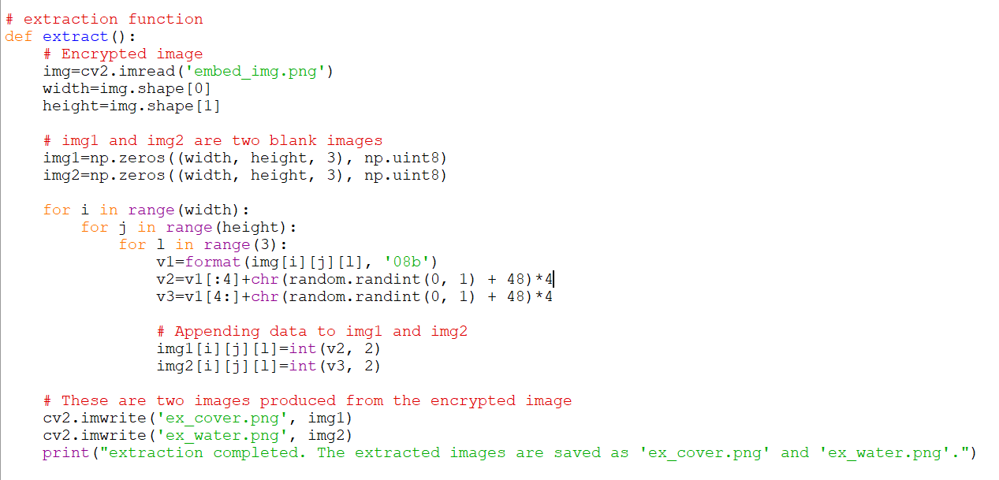 # extraction function
def extract():
    # Encrypted image
    img=cv2.imread('embed_img.png')
    width=img.shape[0]
    height=img.shape[1]

    # img1 and img2 are two blank images
    img1=np.zeros((width, height, 3), np.uint8)
    img2=np.zeros((width, height, 3), np.uint8)

    for i in range(width):
        for j in range(height):
            for l in range(3):
                v1=format(img[i][j][l], '08b')
                v2=v1[:4]+chr(random.randint(0, 1) + 48)*4
                v3=v1[4:]+chr(random.randint(0, 1) + 48)*4

                # Appending data to img1 and img2
                img1[i][j][l]=int(v2, 2)
                img2[i][j][l]=int(v3, 2)

    # These are two images produced from the encrypted image
    cv2.imwrite('ex_cover.png', img1)
    cv2.imwrite('ex_water.png', img2)
    print("extraction completed. The extracted images are saved as 'ex_cover.png' and 'ex_water.png'.")